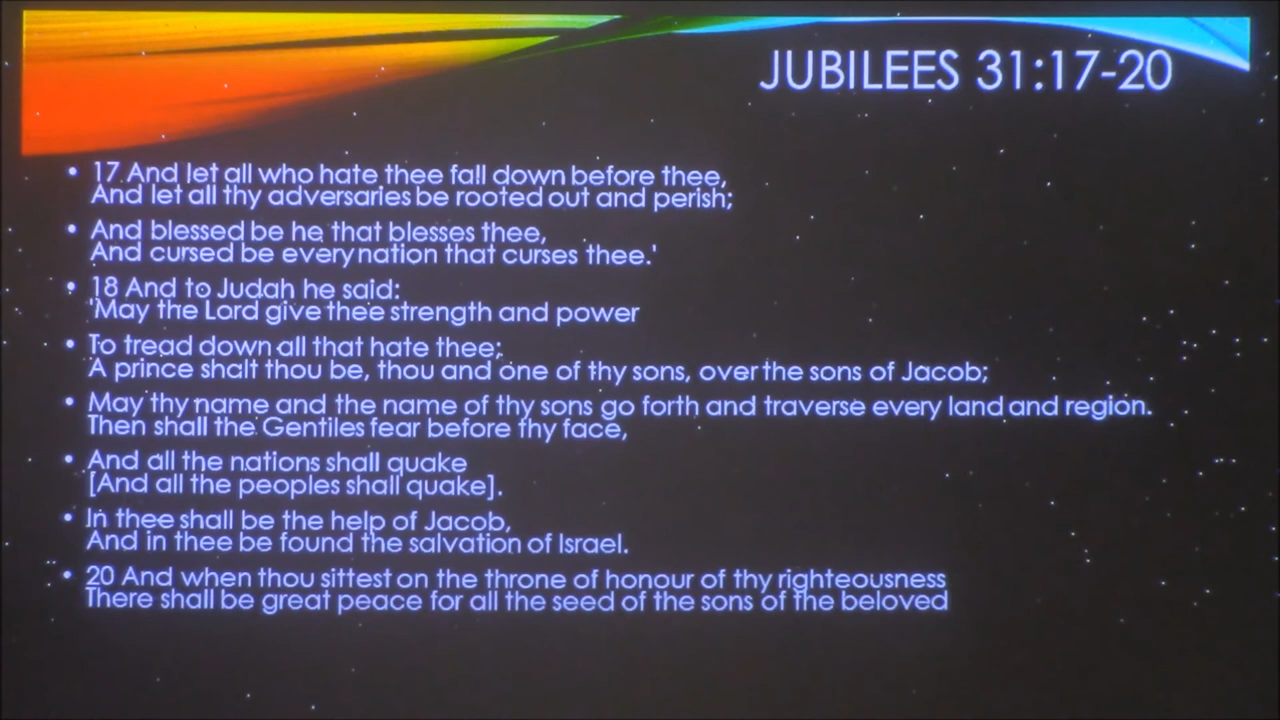 JUBILEES 31:17-20
• 17 And let all who hate thee fall down before thee,
And let all thy adversaries be rooted out and perish;
• And blessed be he that blesses thee,
And cursed be every nation that curses thee.'
• 18 And to Judah he said:
'May the Lord give thee strength and power
• To tread down all that hate thee;
A prince shalt thou be, thou and one of thy sons, over the sons of Jacob;
• May thy name and the name of thy sons go forth and traverse every land and region.
Then shall the Gentiles fear before thy face,
• And all the nations shall quake
[And all the peoples shall quake].
• In thee shall be the help of Jacob,
And in thee be found the salvation of Israel.
• 20 And when thou sittest on the throne of honour of thy righteousness
There shall be great peace for all the seed of the sons of the beloved